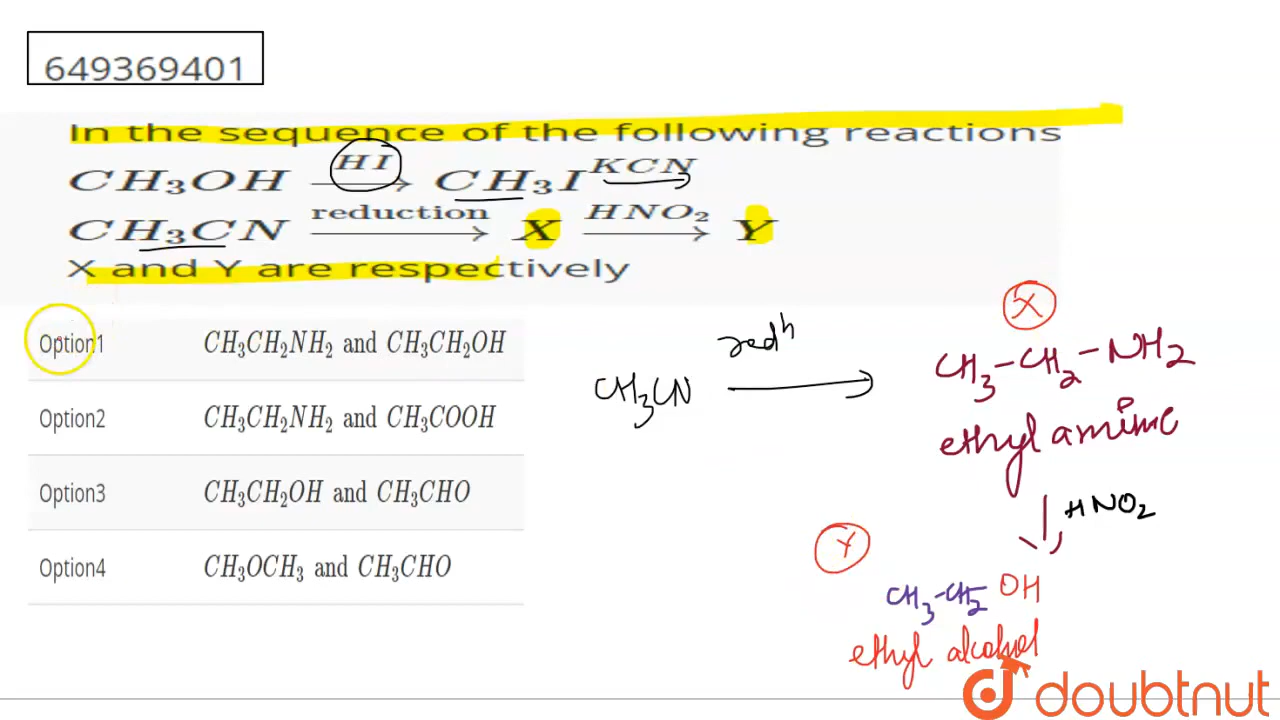 649369401
In the sequence of the following reactions
CH₃OH —HI→ CH₃I —KCN→
CH₃CN —reduction→ X —HNO₂→ Y
X and Y are respectively
Option1 CH₃CH₂NH₂ and CH₃CH₂OH
Option2 CH₃CH₂NH₂ and CH₃COOH
Option3 CH₃CH₂OH and CH₃CHO
Option4 CH₃OCH₃ and CH₃CHO
CH₃CN —redⁿ→
X
CH₃-CH₂-NH₂
ethyl amine
HNO₂
Y
CH₃-CH₂ OH
ethyl alcohol
doubtnut